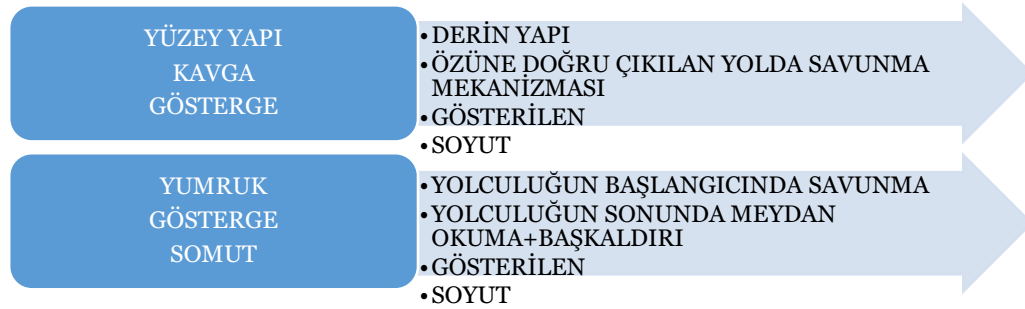 YÜZEY YAPI
KAVGA
GÖSTERGE
•DERİN YAPI
•ÖZÜNE DOĞRU ÇIKILAN YOLDA SAVUNMA
MEKANİZMASI
•GÖSTERİLEN
•SOYUT
YUMRUK
GÖSTERGE
SOMUT
•YOLCULUĞUN BAŞLANGICINDA SAVUNMA
•YOLCULUĞUN SONUNDA MEYDAN
OKUMA+BAŞKALDIRI
•GÖSTERİLEN
•SOYUT